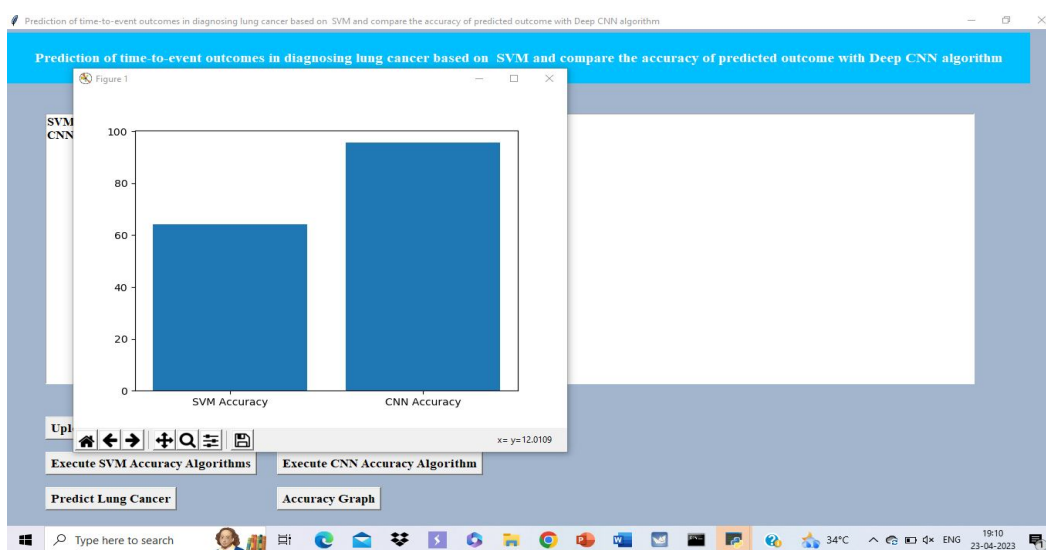 Prediction of time-to-event outcomes in diagnosing lung cancer based on  SVM and compare the accuracy of predicted outcome with Deep CNN algorithm
Prediction of time-to-event outcomes in diagnosing lung cancer based on  SVM and compare the accuracy of predicted outcome with Deep CNN algorithm
Figure 1
SVM
CNN
100
80
60
40
20
0
SVM Accuracy CNN Accuracy
Upl
x= y=12.0109
Execute SVM Accuracy Algorithms Execute CNN Accuracy Algorithm
Predict Lung Cancer Accuracy Graph
Type here to search 34°C ENG 19:10
23-04-2023